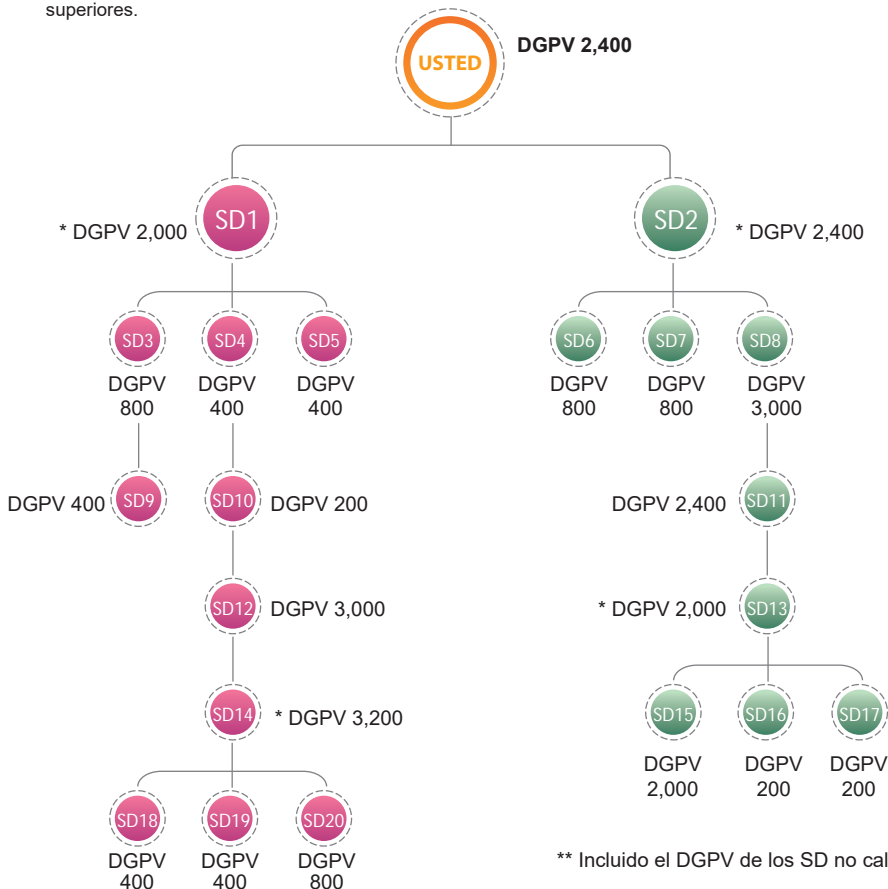 superiores.
USTED
DGPV 2,400
SD1
* DGPV 2,000
SD2
* DGPV 2,400
SD3
SD4
SD5
SD6
SD7
SD8
DGPV
800
DGPV
400
DGPV
400
DGPV
800
DGPV
800
DGPV
3,000
DGPV 400
SD9
SD10
DGPV 200
DGPV 2,400
SD11
SD12
DGPV 3,000
* DGPV 2,000
SD13
SD14
* DGPV 3,200
SD15
SD16
SD17
DGPV
2,000
DGPV
200
DGPV
200
SD18
SD19
SD20
DGPV
400
DGPV
400
DGPV
800
** Incluido el DGPV de los SD no cal